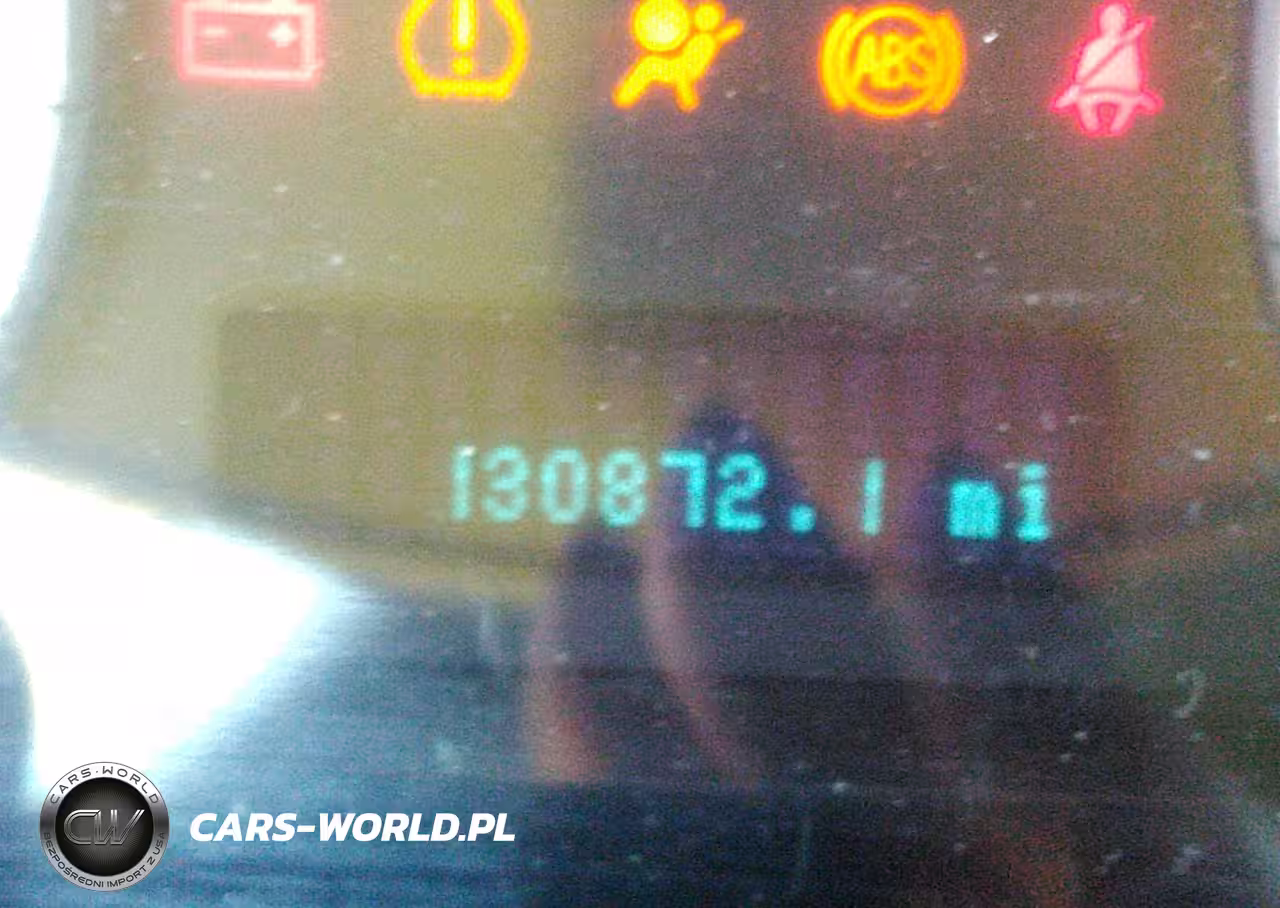 ABS
130872.1 mi
CARS-WORLD
CW
BEZPOŚREDNI IMPORT Z USA
CARS-WORLD.PL